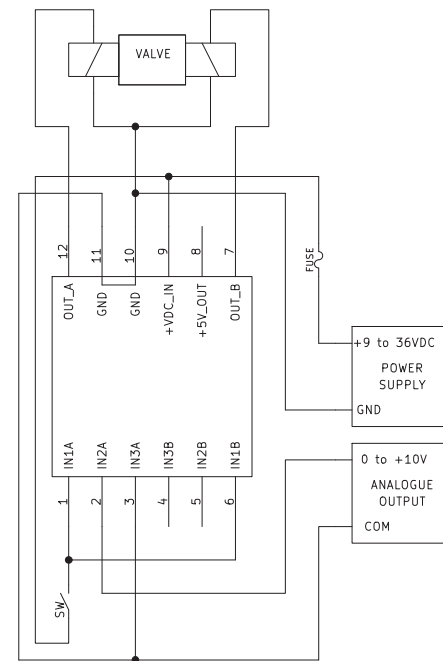 VALVE
12
11
10
9
8
7
FUSE
OUT_A
GND
GND
+VDC_IN
+5V_OUT
OUT_B
+9 to 36VDC
POWER
SUPPLY
GND
IN1A
IN2A
IN3A
IN3B
IN2B
IN1B
0 to +10V
ANALOGUE
OUTPUT
COM
1
2
3
4
5
6
SW